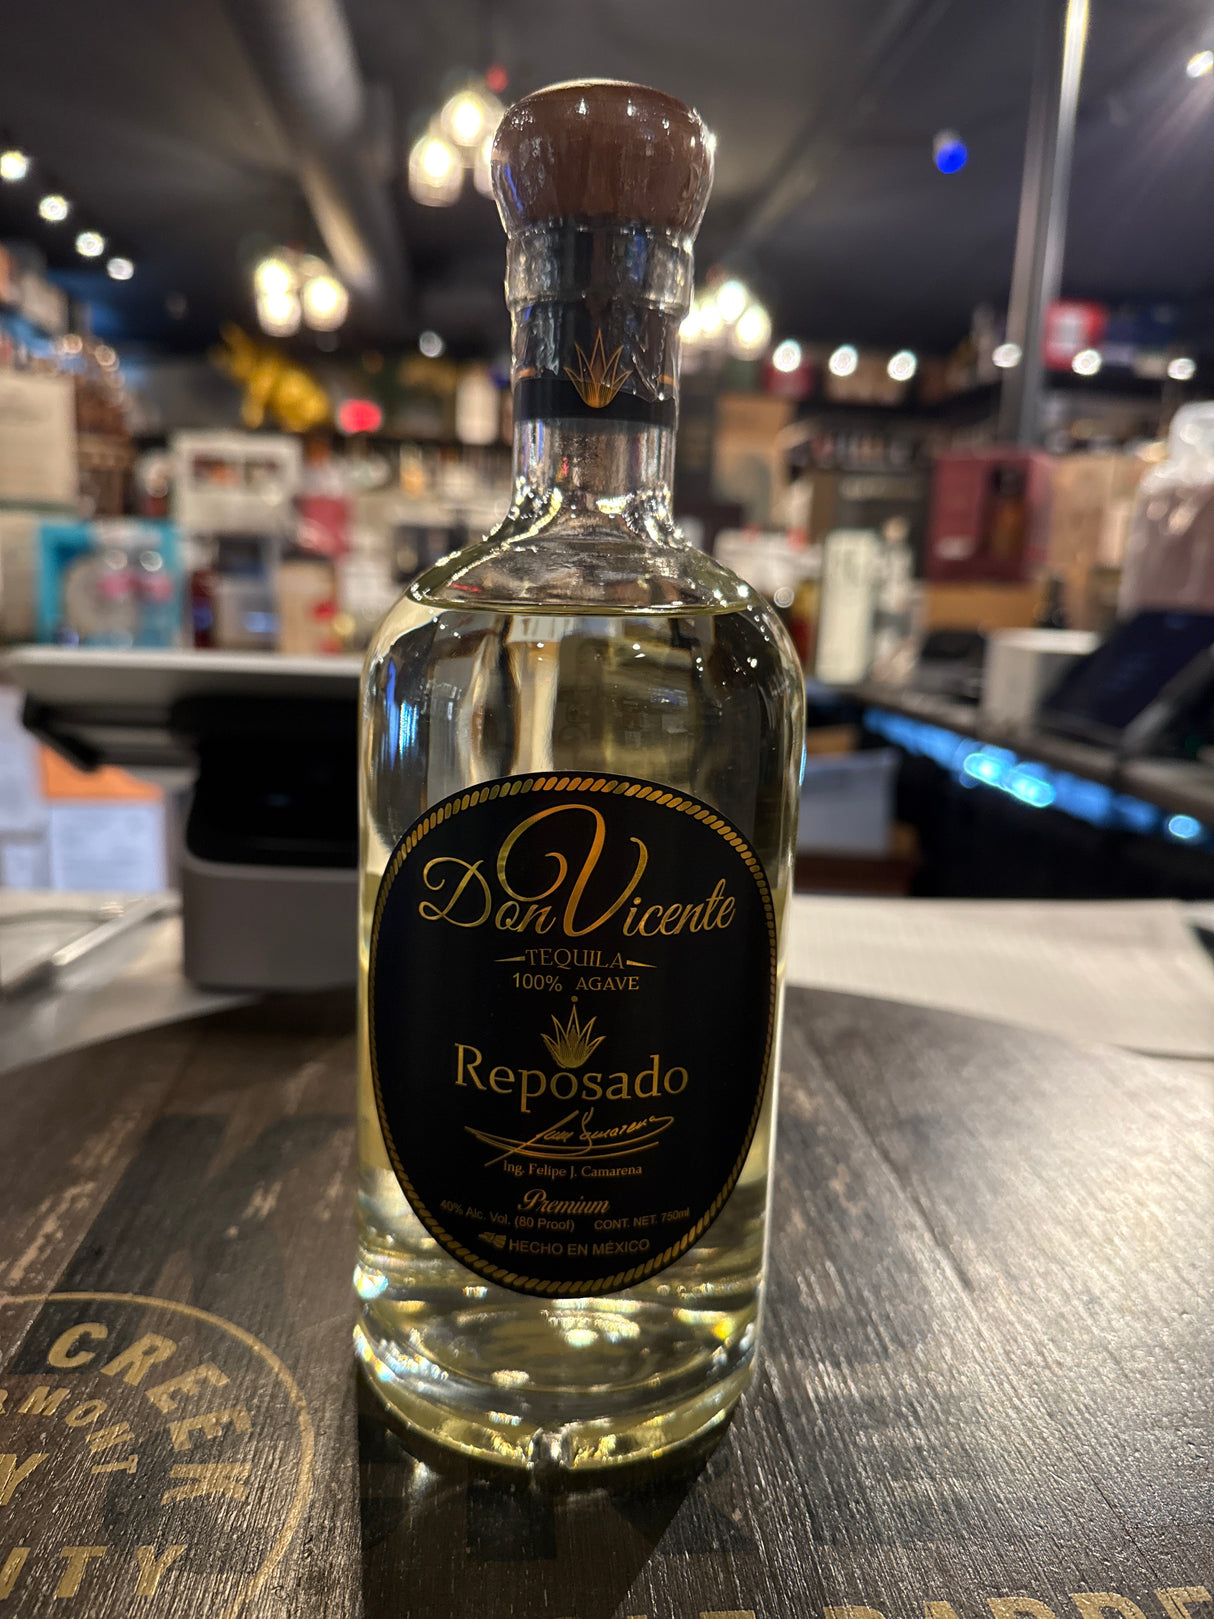 Don Vicente
TEQUILA
100% AGAVE
Reposado
Ing. Felipe J. Camarena
Premium
40% Alc. Vol. (80 Proof) CONT. NET. 750ml
HECHO EN MÉXICO
CREEK